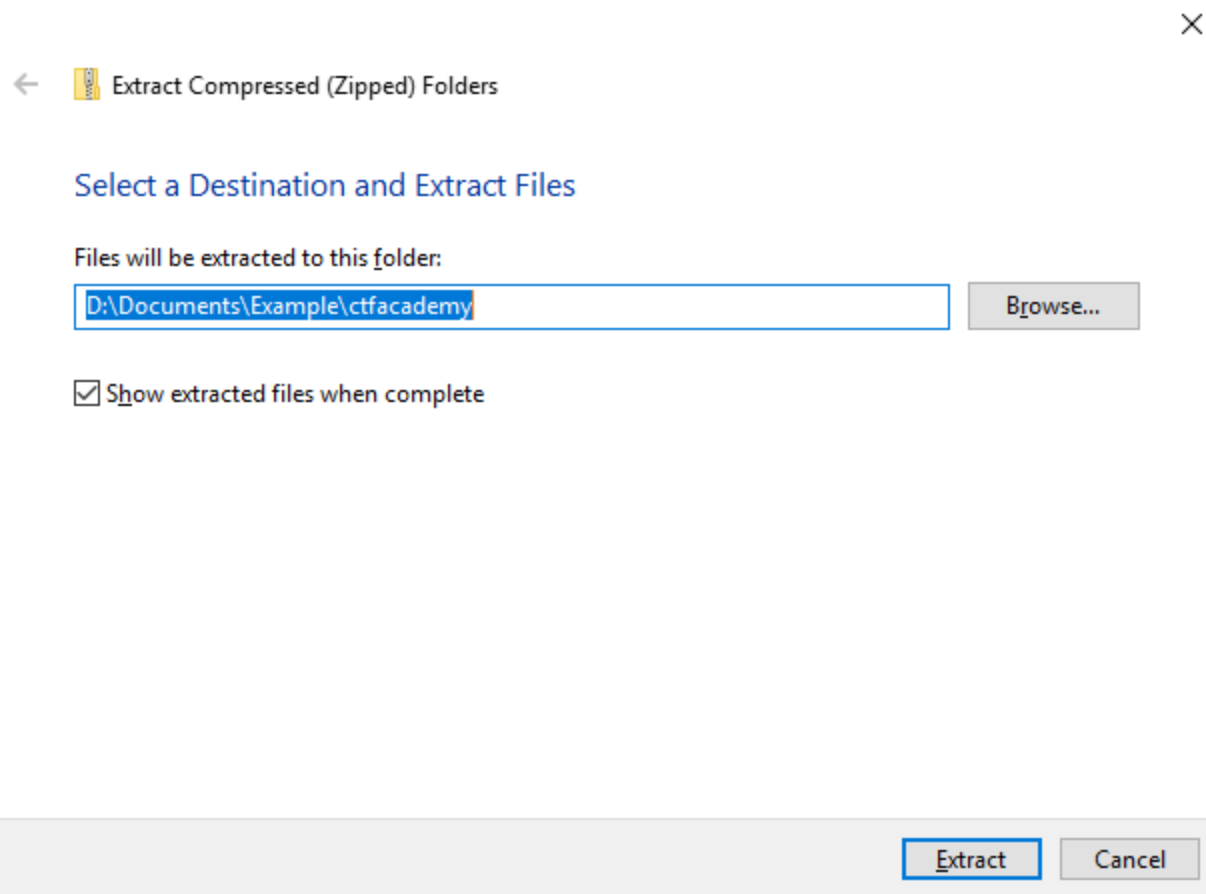 Extract Compressed (Zipped) Folders
Select a Destination and Extract Files
Files will be extracted to this folder:
D:\Documents\Example\ctfacademy
Browse...
Show extracted files when complete
Extract
Cancel